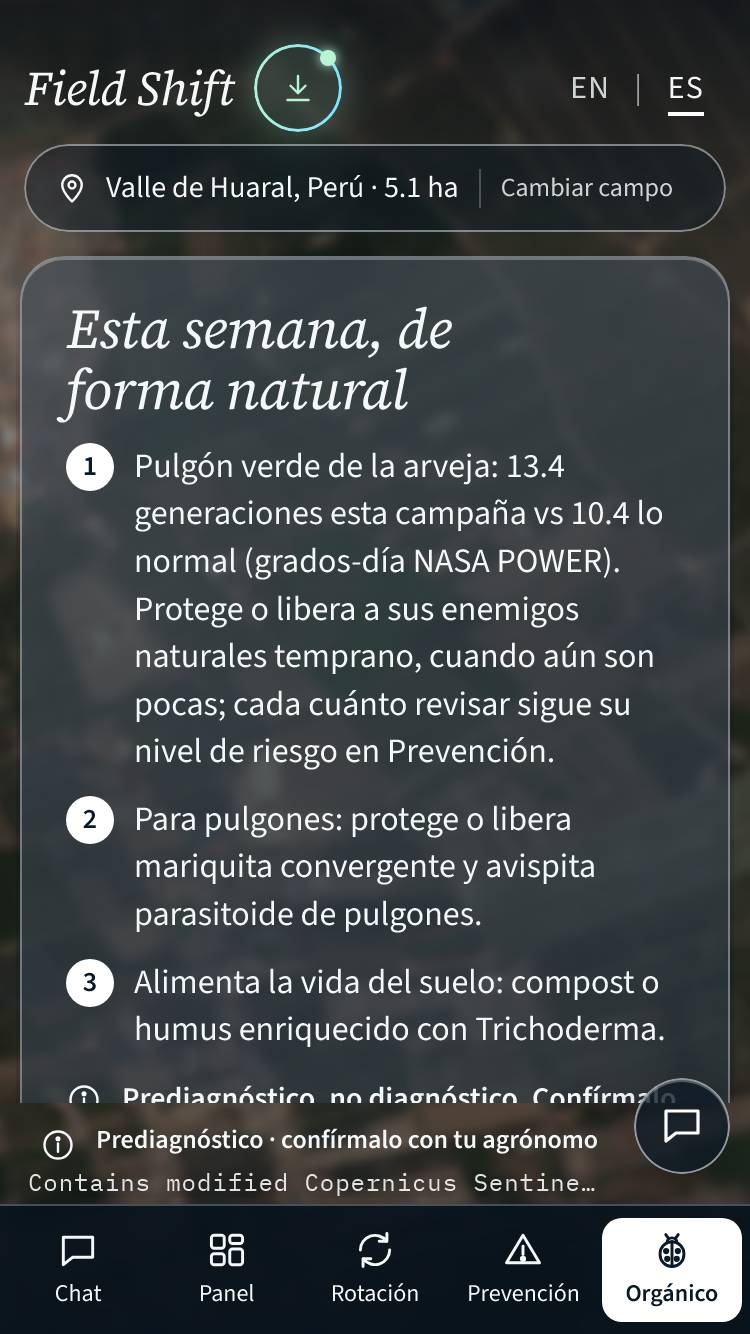 Field Shift
EN | ES
Valle de Huaral, Perú · 5.1 ha | Cambiar campo
Esta semana, de
forma natural
1 Pulgón verde de la arveja: 13.4
generaciones esta campaña vs 10.4 lo
normal (grados-día NASA POWER).
Protege o libera a sus enemigos
naturales temprano, cuando aún son
pocas; cada cuánto revisar sigue su
nivel de riesgo en Prevención.
2 Para pulgones: protege o libera
mariquita convergente y avispita
parasitoide de pulgones.
3 Alimenta la vida del suelo: compost o
humus enriquecido con Trichoderma.
Prediagnóstico, no diagnóstico. Confírmalo
Prediagnóstico · confírmalo con tu agrónomo
Contains modified Copernicus Sentine…
Chat Panel Rotación Prevención Orgánico